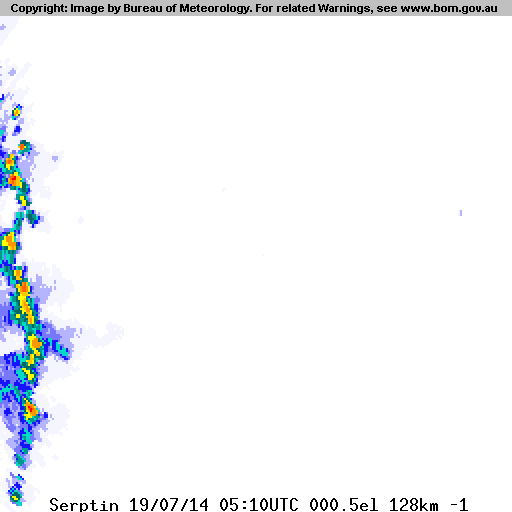 Copyright: Image by Bureau of Meteorology. For related Warnings, see www.bom.gov.au
Serptin 19/07/14 05:10UTC 000.5el 128km -1